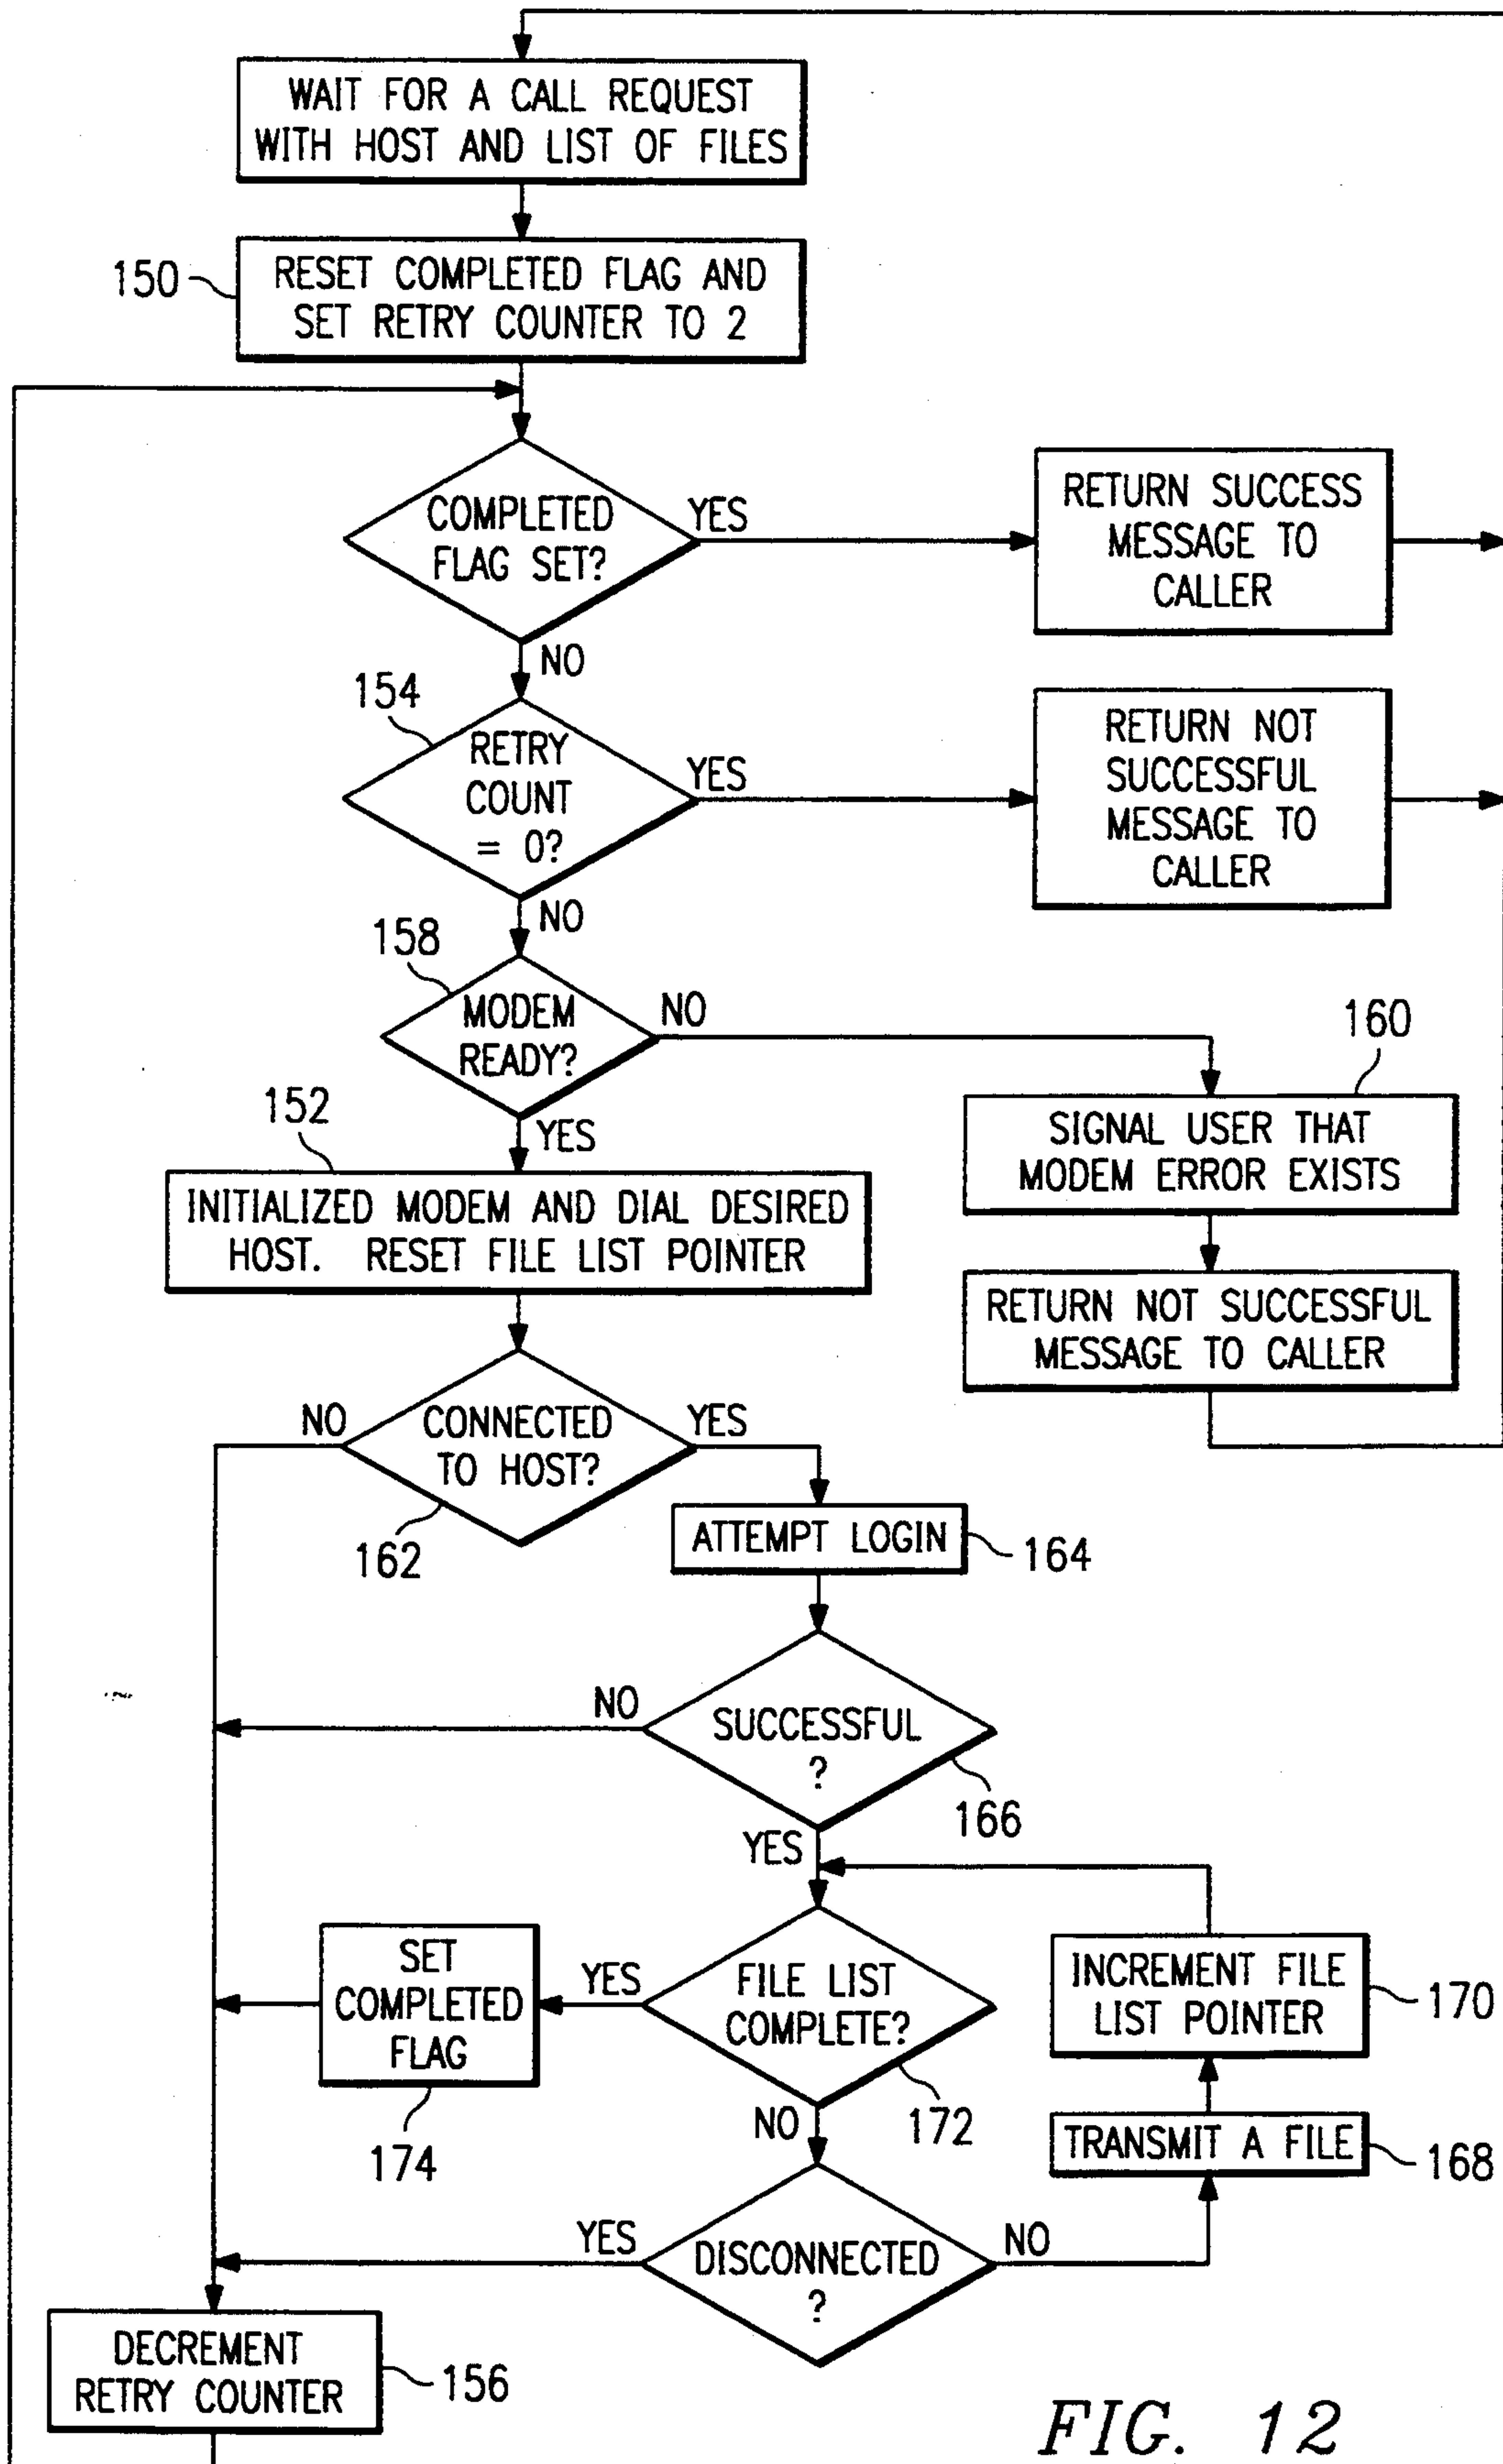 WAIT FOR A CALL REQUEST
WITH HOST AND LIST OF FILES
150
RESET COMPLETED FLAG AND
SET RETRY COUNTER TO 2
COMPLETED
FLAG SET?
YES
RETURN SUCCESS
MESSAGE TO
CALLER
NO
154
RETRY
COUNT
= 0?
YES
RETURN NOT
SUCCESSFUL
MESSAGE TO
CALLER
NO
158
MODEM
READY?
NO
160
SIGNAL USER THAT
MODEM ERROR EXISTS
RETURN NOT SUCCESSFUL
MESSAGE TO CALLER
YES
152
INITIALIZED MODEM AND DIAL DESIRED
HOST. RESET FILE LIST POINTER
NO
CONNECTED
TO HOST?
YES
162
ATTEMPT LOGIN
164
NO
SUCCESSFUL
?
166
YES
SET
COMPLETED
FLAG
174
YES
FILE LIST
COMPLETE?
172
INCREMENT FILE
LIST POINTER
170
NO
TRANSMIT A FILE
168
YES
DISCONNECTED
?
NO
DECREMENT
RETRY COUNTER
156
FIG. 12